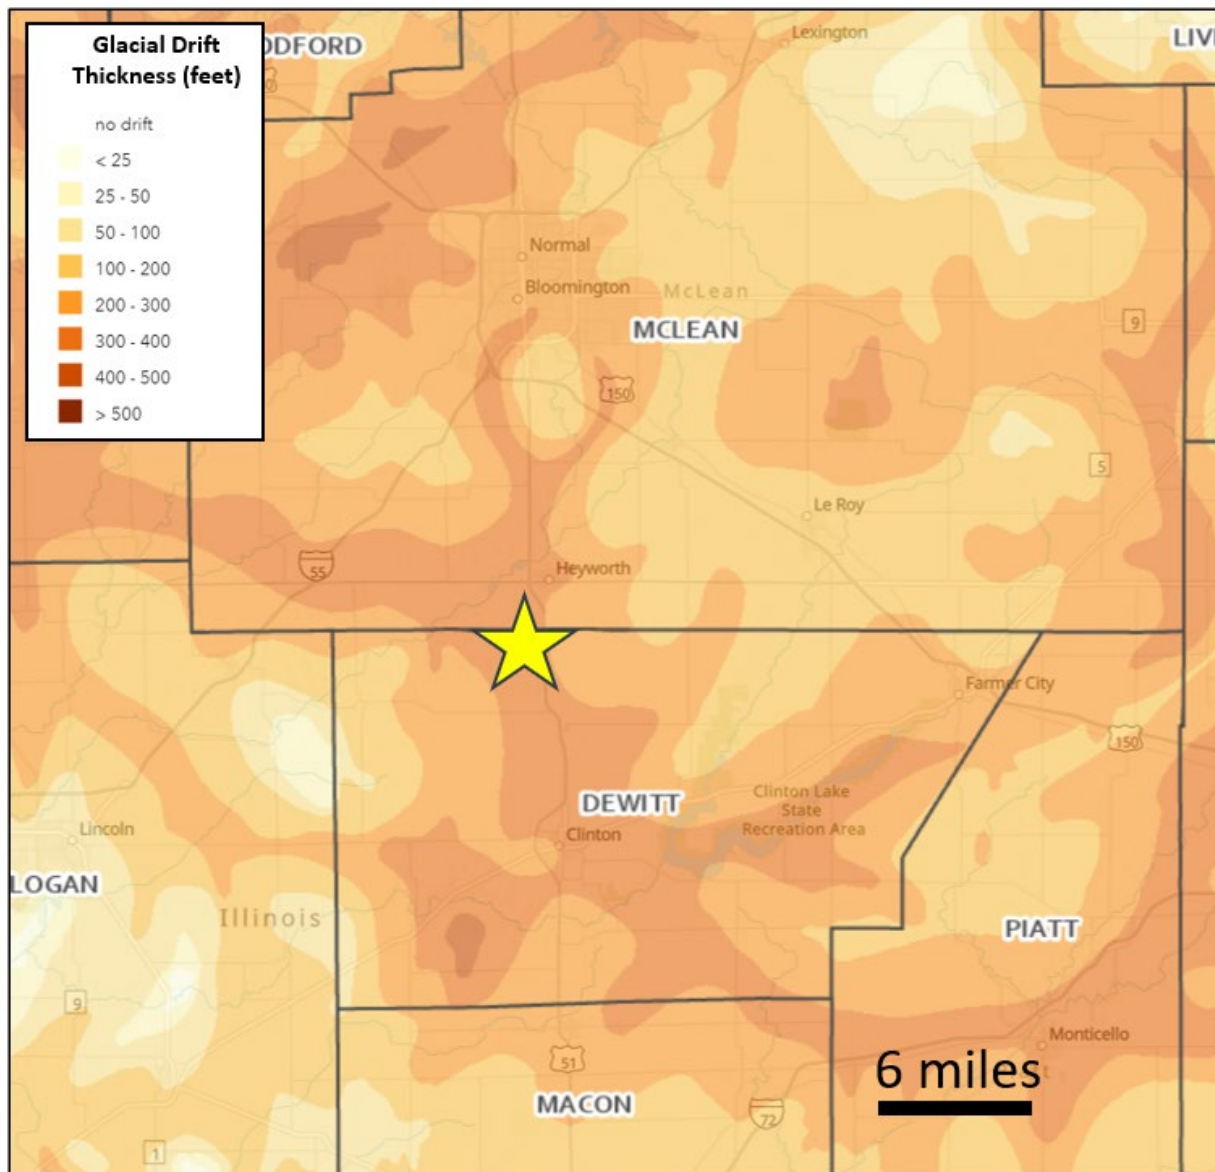 Glacial Drift
Thickness (feet)
no drift
< 25
25 - 50
50 - 100
100 - 200
200 - 300
300 - 400
400 - 500
> 500
ODFORD
Lexington
LIV
Normal
Bloomington
McLean
MCLEAN
9
150
5
Le Roy
55
Heyworth
Farmer City
150
DEWITT
Clinton Lake
State
Recreation Area
Lincoln
Clinton
LOGAN
Illinois
PIATT
9
Monticello
51
6 miles
MACON
72
1